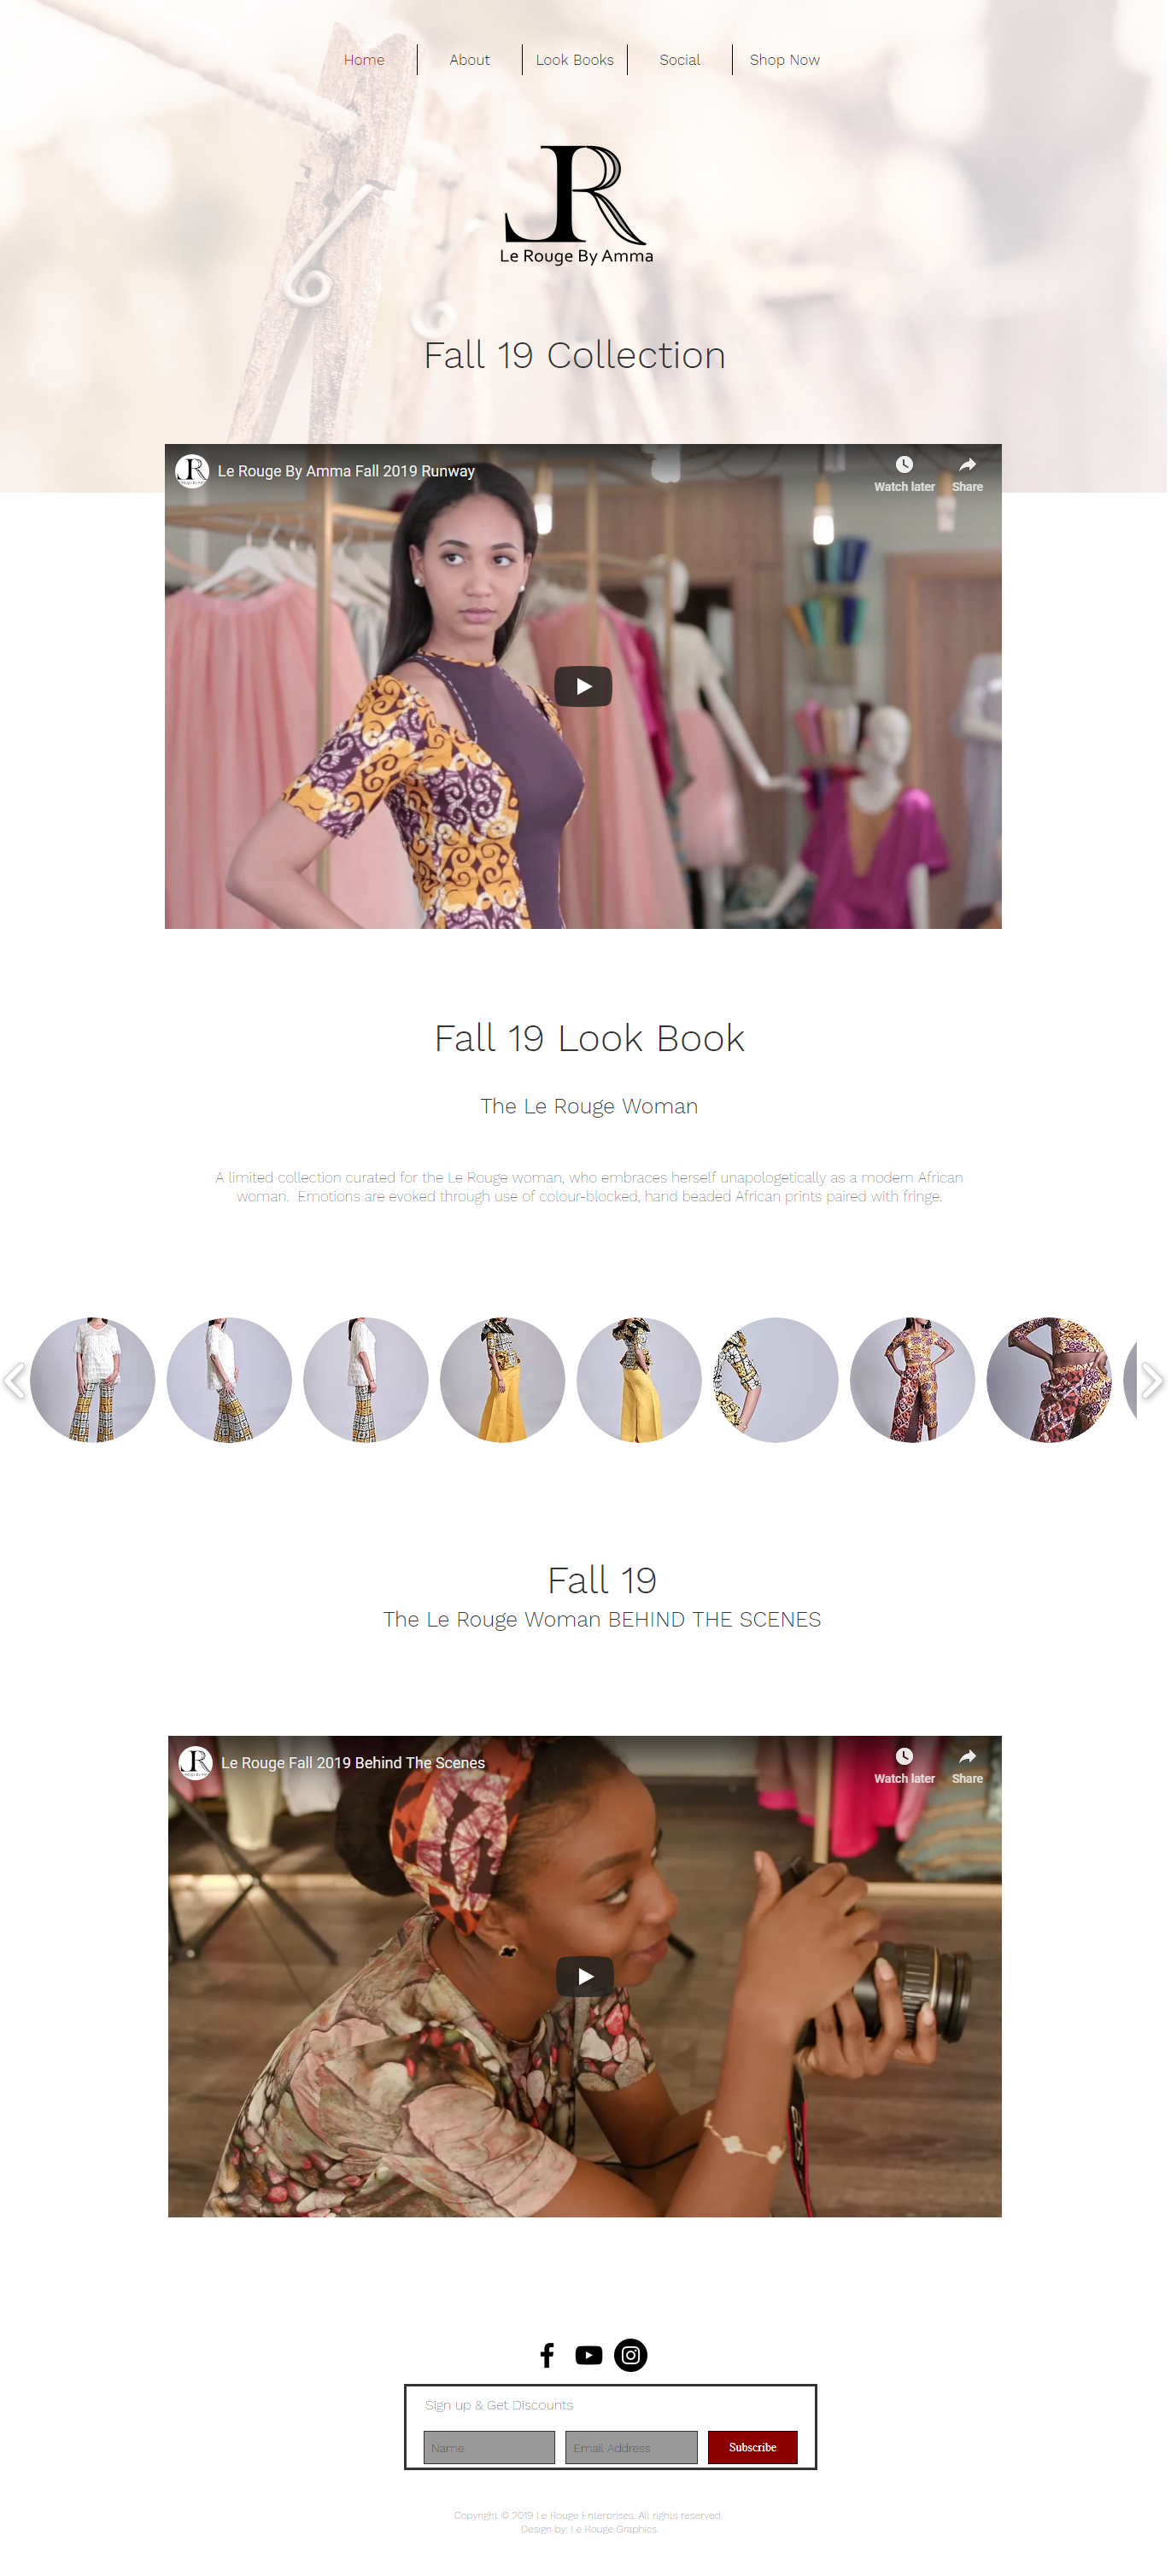 Home
About
Look Books
Social
Shop Now
JR
Le Rouge By Amma
Fall 19 Collection
Le Rouge By Amma Fall 2019 Runway
Watch later
Share
Fall 19 Look Book
The Le Rouge Woman
A limited collection curated for the Le Rouge woman, who embraces herself unapologetically as a modern African
woman.  Emotions are evoked through use of colour-blocked, hand beaded African prints paired with fringe.
Fall 19
The Le Rouge Woman BEHIND THE SCENES
Le Rouge Fall 2019 Behind The Scenes
Watch later
Share
Sign up & Get Discounts
Name
Email Address
Subscribe
Copyright © 2019 Le Rouge Enterprises. All rights reserved.
Design by: Le Rouge Graphics.